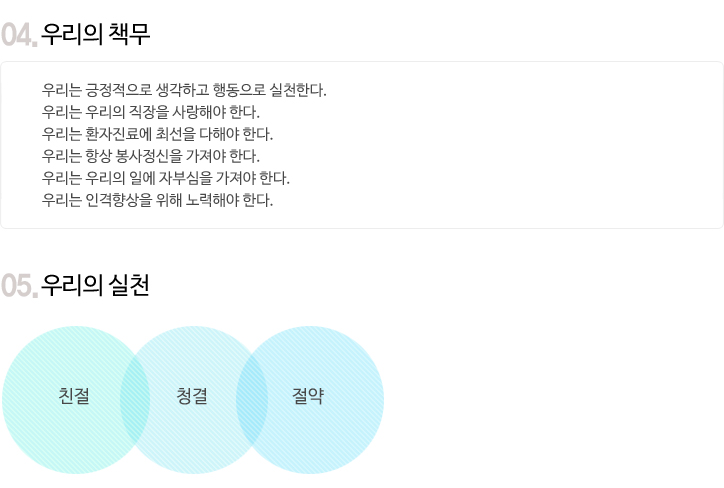 04. 우리의 책무
우리는 긍정적으로 생각하고 행동으로 실천한다.
우리는 우리의 직장을 사랑해야 한다.
우리는 환자진료에 최선을 다해야 한다.
우리는 항상 봉사정신을 가져야 한다.
우리는 우리의 일에 자부심을 가져야 한다.
우리는 인격향상을 위해 노력해야 한다.
05. 우리의 실천
친절 청결 절약